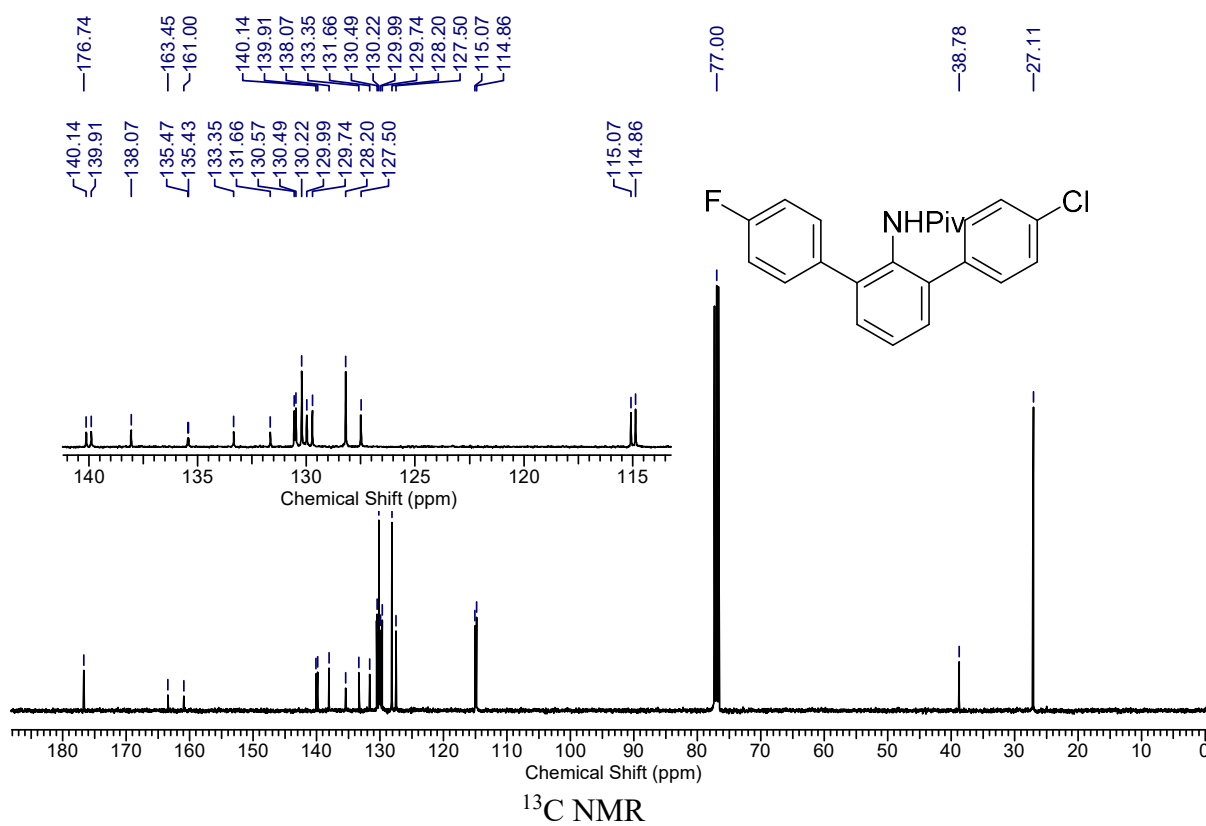 176.74 163.45 161.00 140.14 139.91 138.07 133.35 131.66 130.49 130.22 129.99 129.74 128.20 127.50 115.07 114.86 77.00 38.78 27.11
140.14 139.91 138.07 135.47 135.43 133.35 131.66 130.57 130.49 130.22 129.99 129.74 128.20 127.50 115.07 114.86
F NHPiv Cl
140 135 130 125 120 115
Chemical Shift (ppm)
180 170 160 150 140 130 120 110 100 90 80 70 60 50 40 30 20 10 0
Chemical Shift (ppm)
¹³C NMR